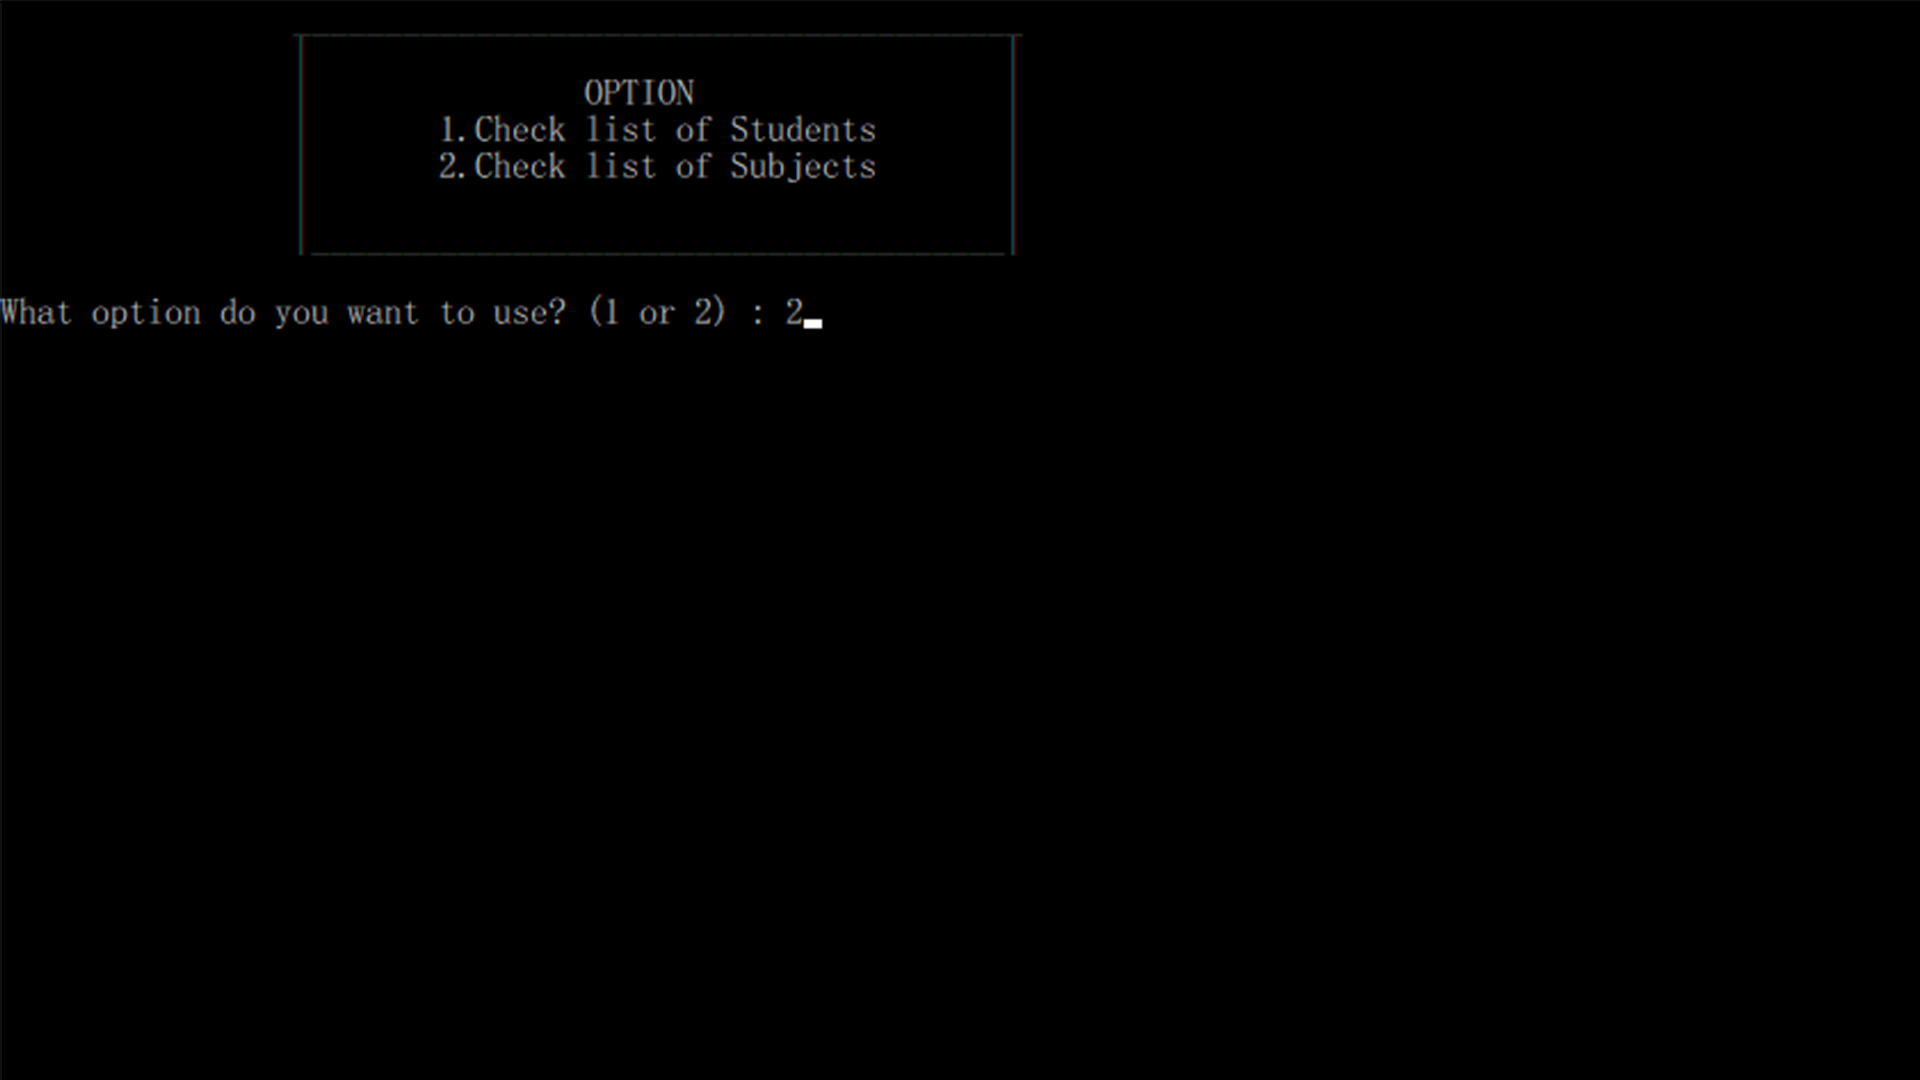 OPTION
1.Check list of Students
2.Check list of Subjects
What option do you want to use? (1 or 2) : 2